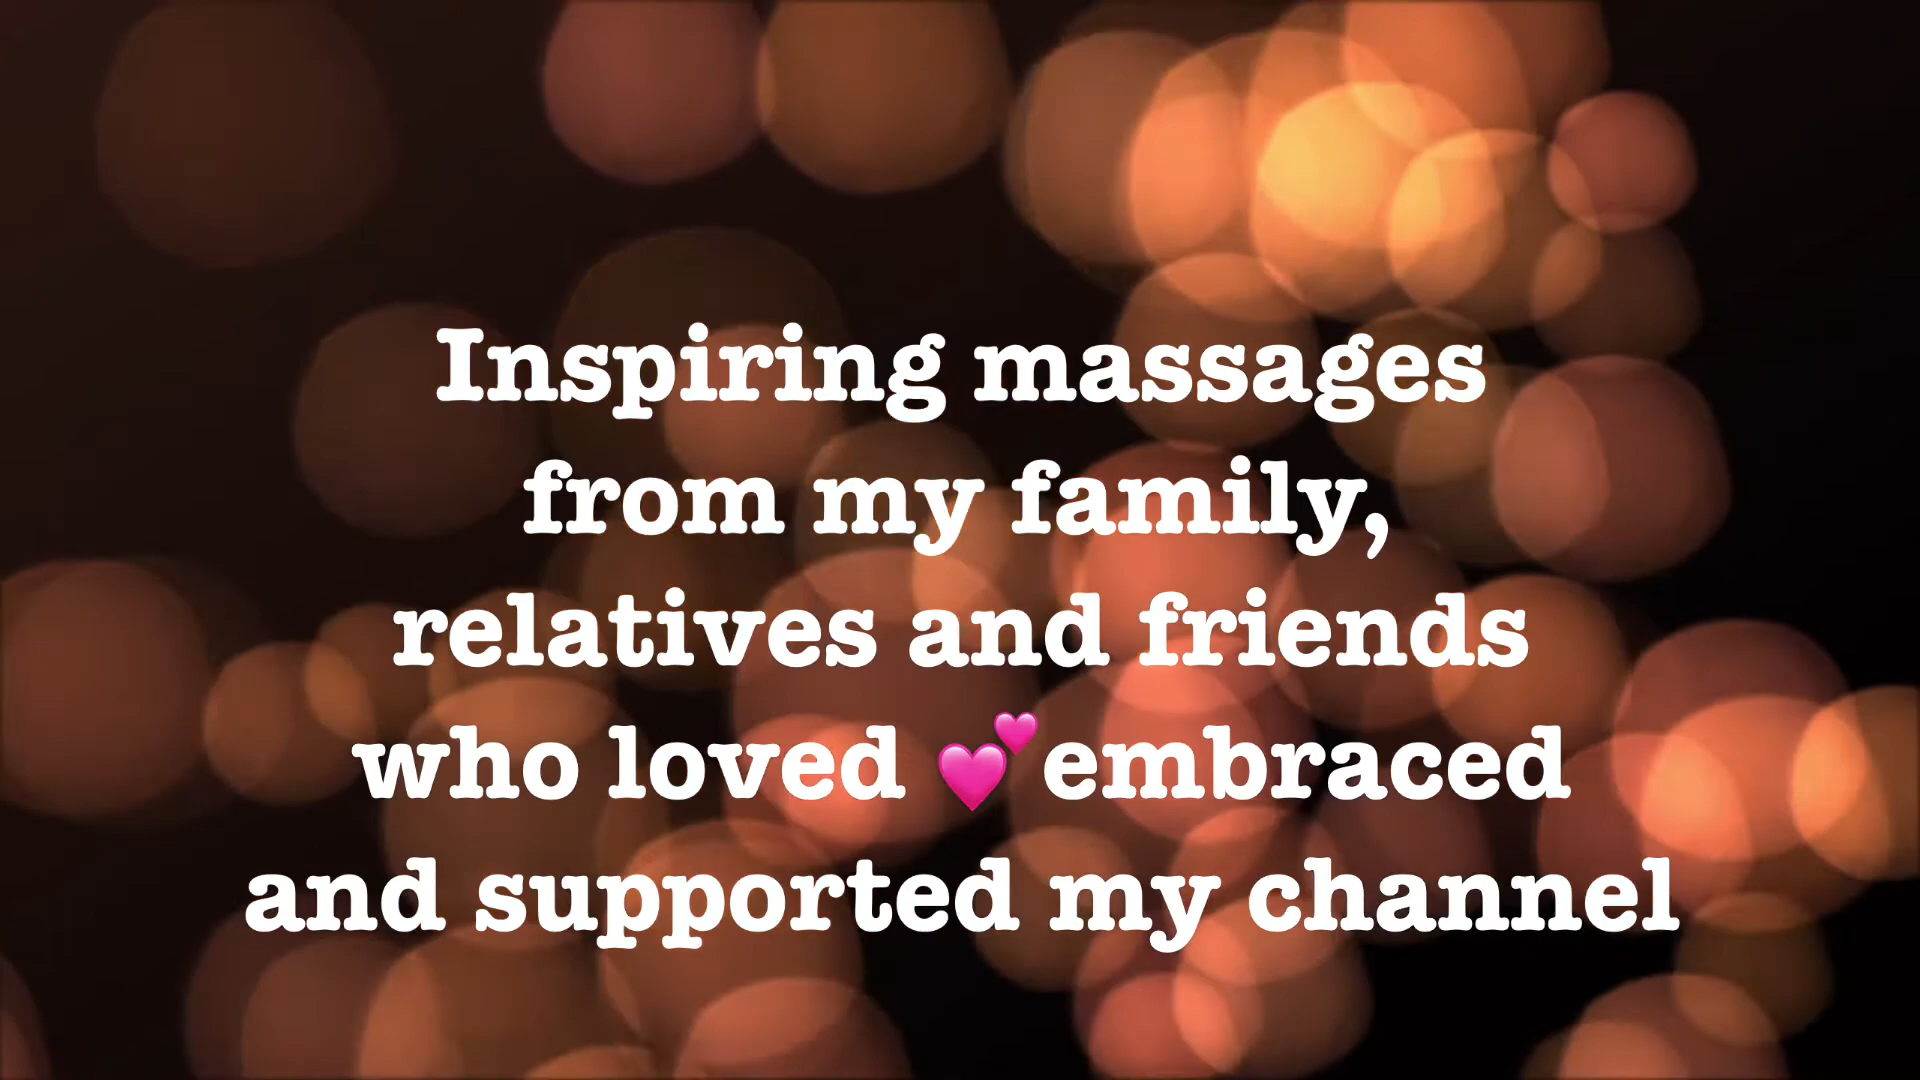 Inspiring massages
from my family,
relatives and friends
who loved 💕embraced
and supported my channel